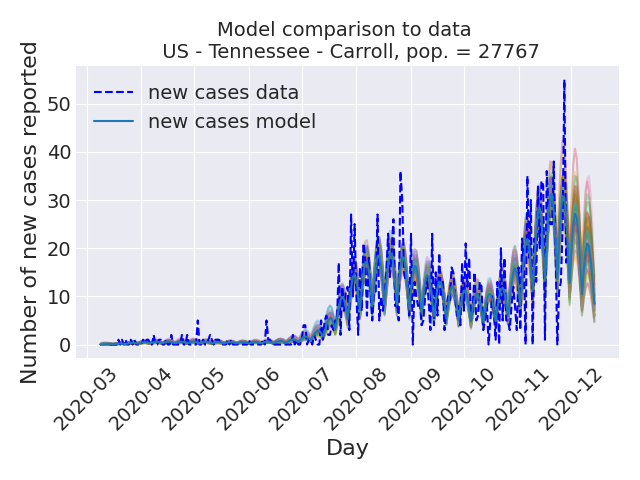 Model comparison to data
US - Tennessee - Carroll, pop. = 27767
Number of new cases reported
50
40
30
20
10
0
new cases data
new cases model
2020-03
2020-04
2020-05
2020-06
2020-07
2020-08
2020-09
2020-10
2020-11
2020-12
Day